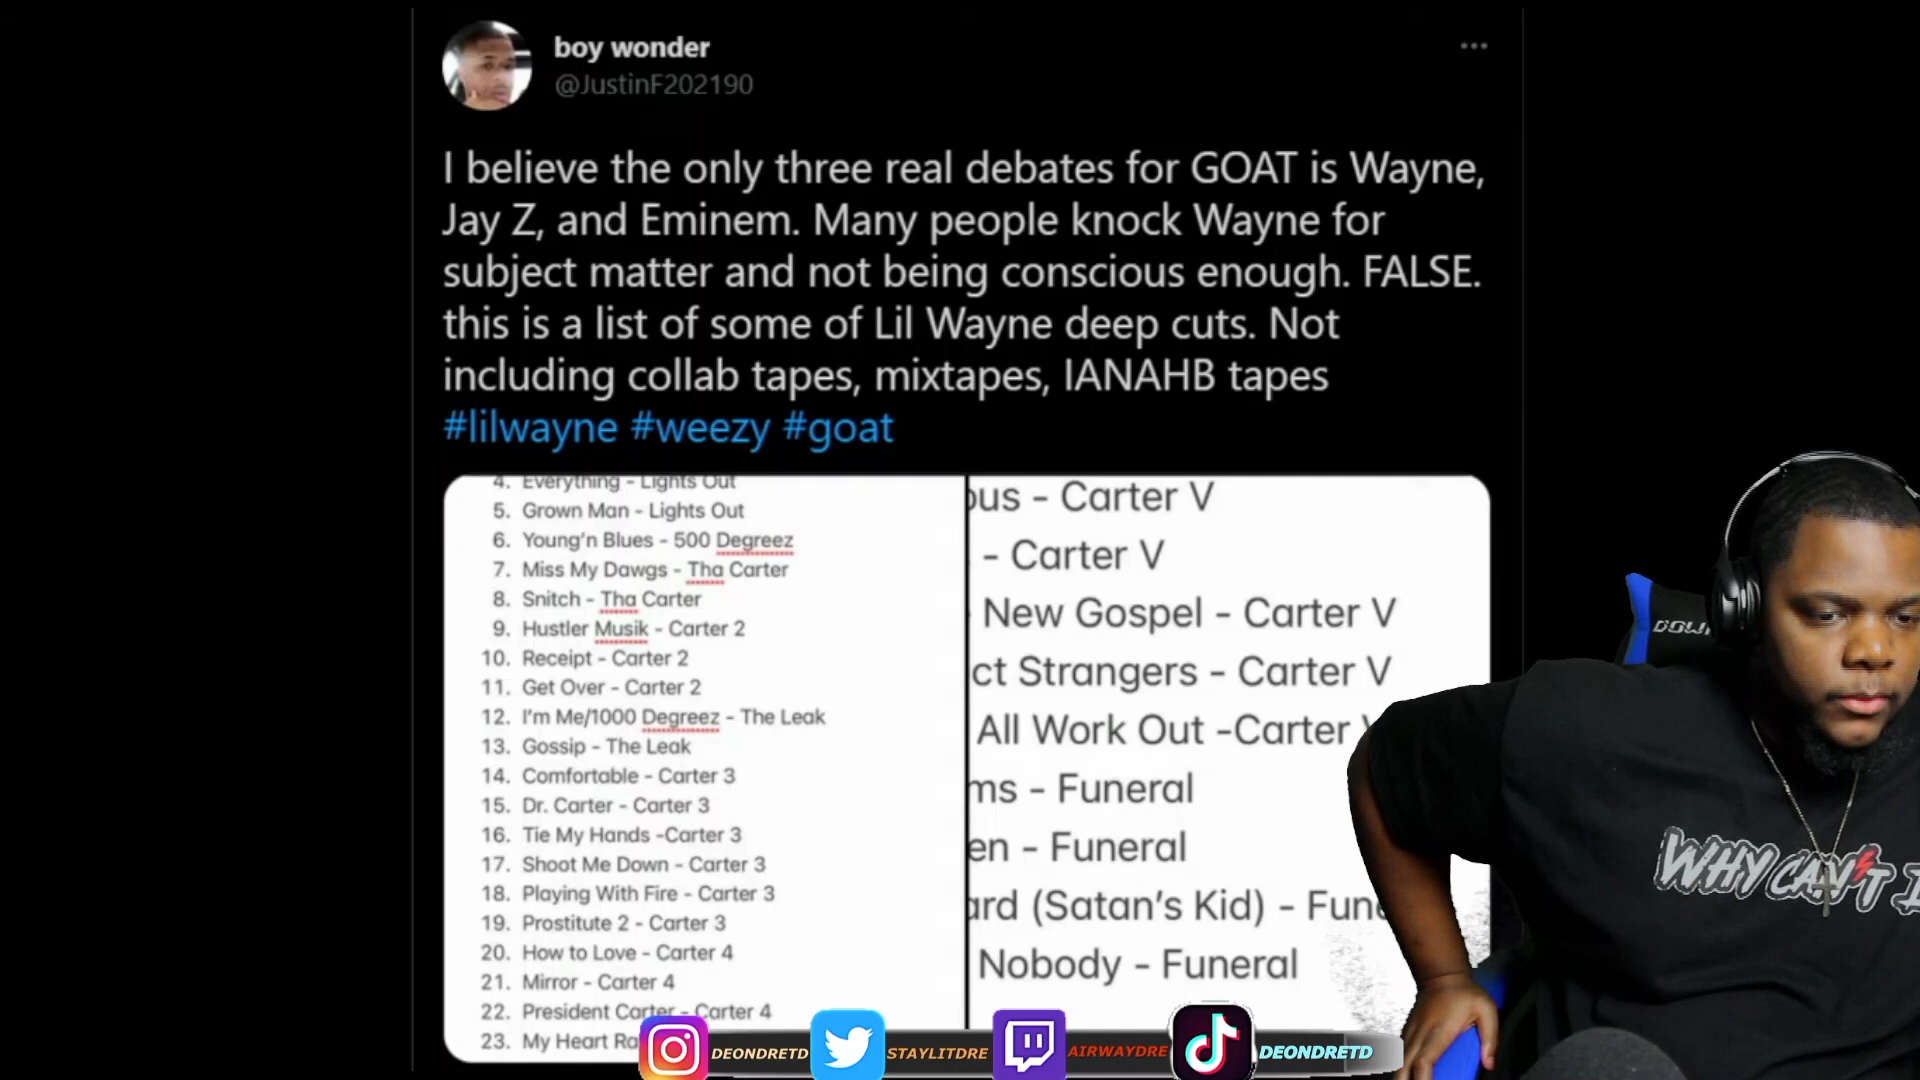 boy wonder
@JustinF202190
I believe the only three real debates for GOAT is Wayne,
Jay Z, and Eminem. Many people knock Wayne for
subject matter and not being conscious enough. FALSE.
this is a list of some of Lil Wayne deep cuts. Not
including collab tapes, mixtapes, IANAHB tapes
#lilwayne #weezy #goat
4. Everything - Lights Out
5. Grown Man - Lights Out
6. Young'n Blues - 500 Degreez
7. Miss My Dawgs - Tha Carter
8. Snitch - Tha Carter
9. Hustler Musik - Carter 2
10. Receipt - Carter 2
11. Get Over - Carter 2
12. I'm Me/1000 Degreez - The Leak
13. Gossip - The Leak
14. Comfortable - Carter 3
15. Dr. Carter - Carter 3
16. Tie My Hands -Carter 3
17. Shoot Me Down - Carter 3
18. Playing With Fire - Carter 3
19. Prostitute 2 - Carter 3
20. How to Love - Carter 4
21. Mirror - Carter 4
22. President Carter - Carter 4
23. My Heart
- Carter V
- Carter V
New Gospel - Carter V
Strangers - Carter V
All Work Out -Carter
- Funeral
- Funeral
(Satan's Kid) -
Nobody - Funeral
WHY CAN'T I
DEONDRETD
STAYLITDRE
AIRWAYDRE
DEONDRETD